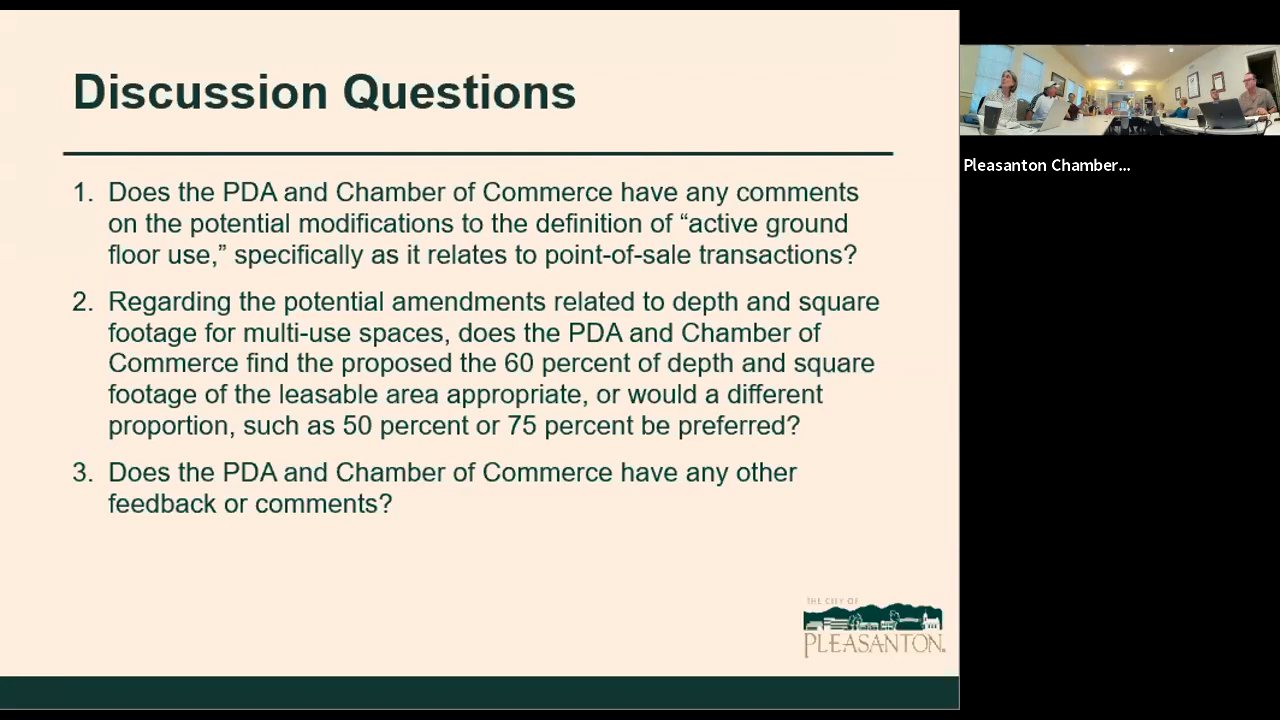 Discussion Questions
1. Does the PDA and Chamber of Commerce have any comments
on the potential modifications to the definition of “active ground
floor use,” specifically as it relates to point-of-sale transactions?
2. Regarding the potential amendments related to depth and square
footage for multi-use spaces, does the PDA and Chamber of
Commerce find the proposed the 60 percent of depth and square
footage of the leasable area appropriate, or would a different
proportion, such as 50 percent or 75 percent be preferred?
3. Does the PDA and Chamber of Commerce have any other
feedback or comments?
THE CITY OF
PLEASANTON.
Pleasanton Chamber...